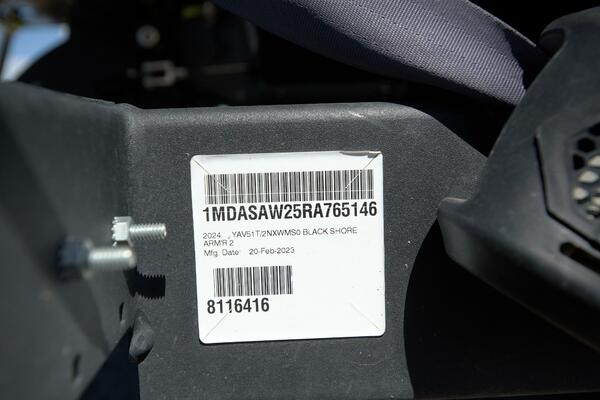 1MDASAW25RA765146
2024 , YAV51T/2NXWMS0 BLACK SHORE
ARM'R 2
Mfg. Date: 20-Feb-2023
8116416